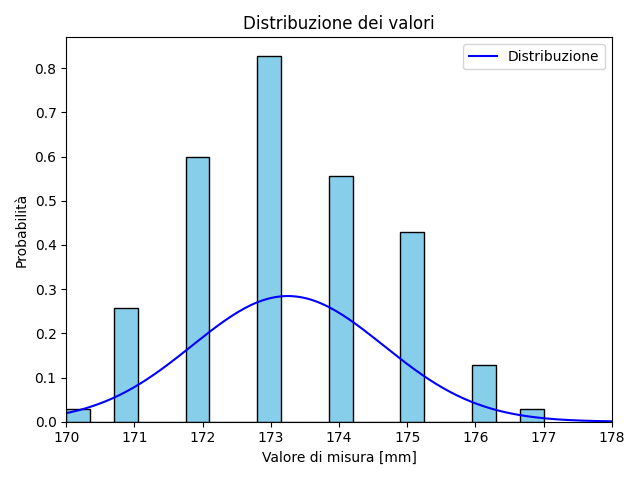 Distribuzione dei valori
Distribuzione
Probabilità
0.8
0.7
0.6
0.5
0.4
0.3
0.2
0.1
0.0
170 171 172 173 174 175 176 177 178
Valore di misura [mm]